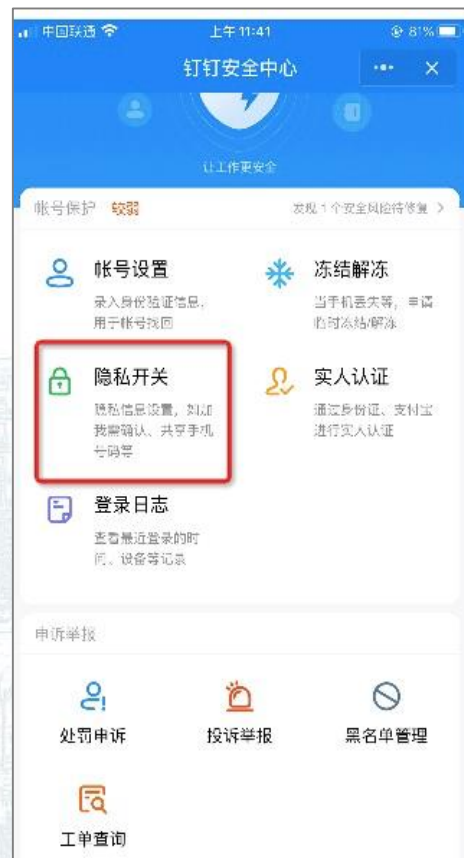 中国联通
上午11:41
81%
钉钉安全中心
让工作更安全
帐号保护 较弱
发现1个安全风险待修复 >
帐号设置
录入身份验证信息,
用于帐号找回
冻结解冻
当手机丢失等,申请
临时冻结/解冻
隐私开关
隐私信息设置,如加
我需确认、共享手机
号码等
实人认证
通过身份证、支付宝
进行实人认证
登录日志
查看最近登录的时
间、设备等记录
申诉举报
处罚申诉
投诉举报
黑名单管理
工单查询